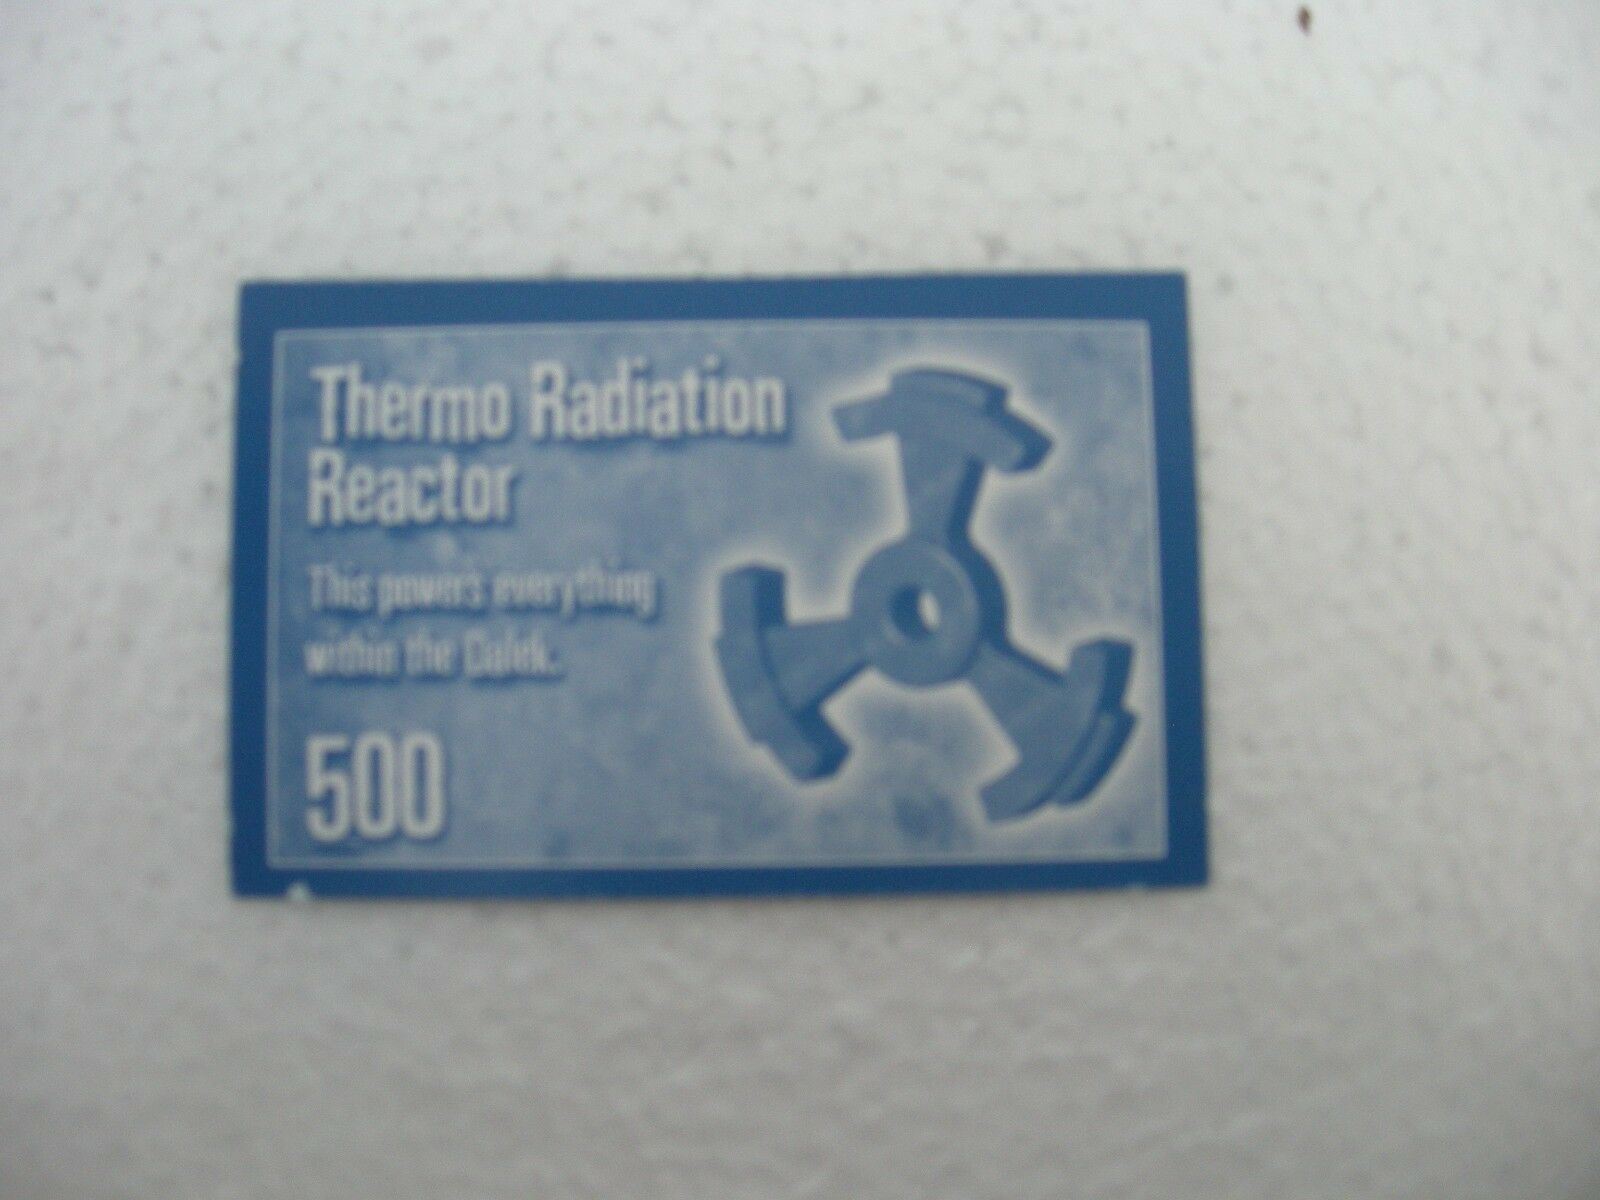 Thermo Radiation
Reactor
This powers everything
within the Dalek.
500